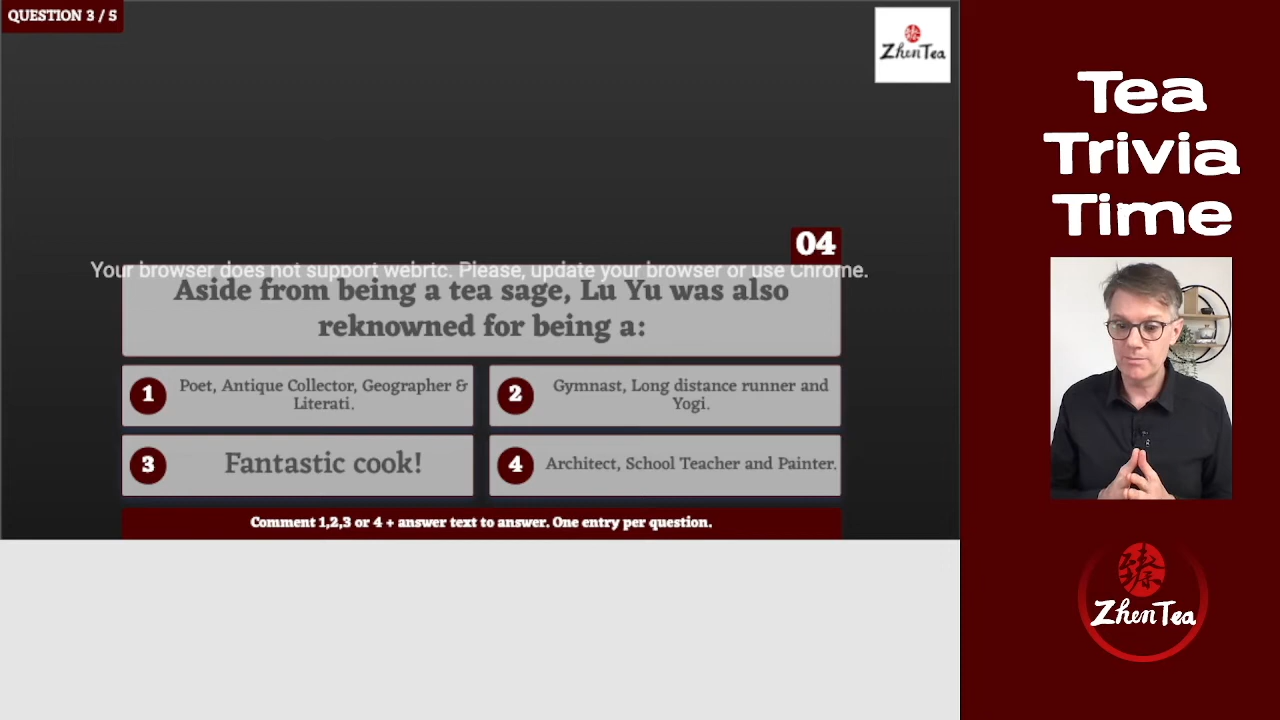 QUESTION 3 / 5
臻
ZhenTea
04
Your browser does not support webrtc. Please, update your browser or use Chrome.
Aside from being a tea sage, Lu Yu was also
reknowned for being a:
1
Poet, Antique Collector, Geographer &
Literati.
2
Gymnast, Long distance runner and
Yogi.
3
Fantastic cook!
4
Architect, School Teacher and Painter.
Comment 1,2,3 or 4 + answer text to answer. One entry per question.
Tea
Trivia
Time
臻
ZhenTea